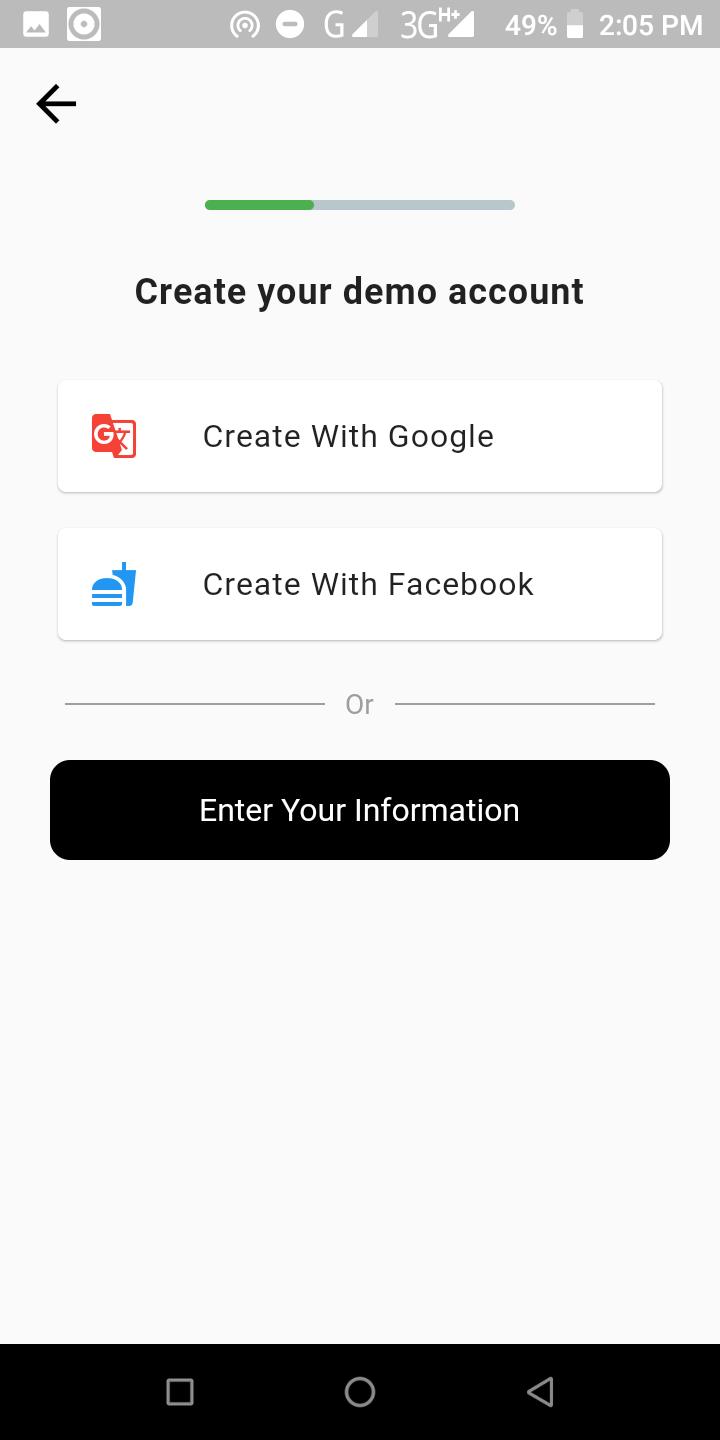 G 3G H+ 49% 2:05 PM
Create your demo account
G 文 Create With Google
Create With Facebook
Or
Enter Your Information